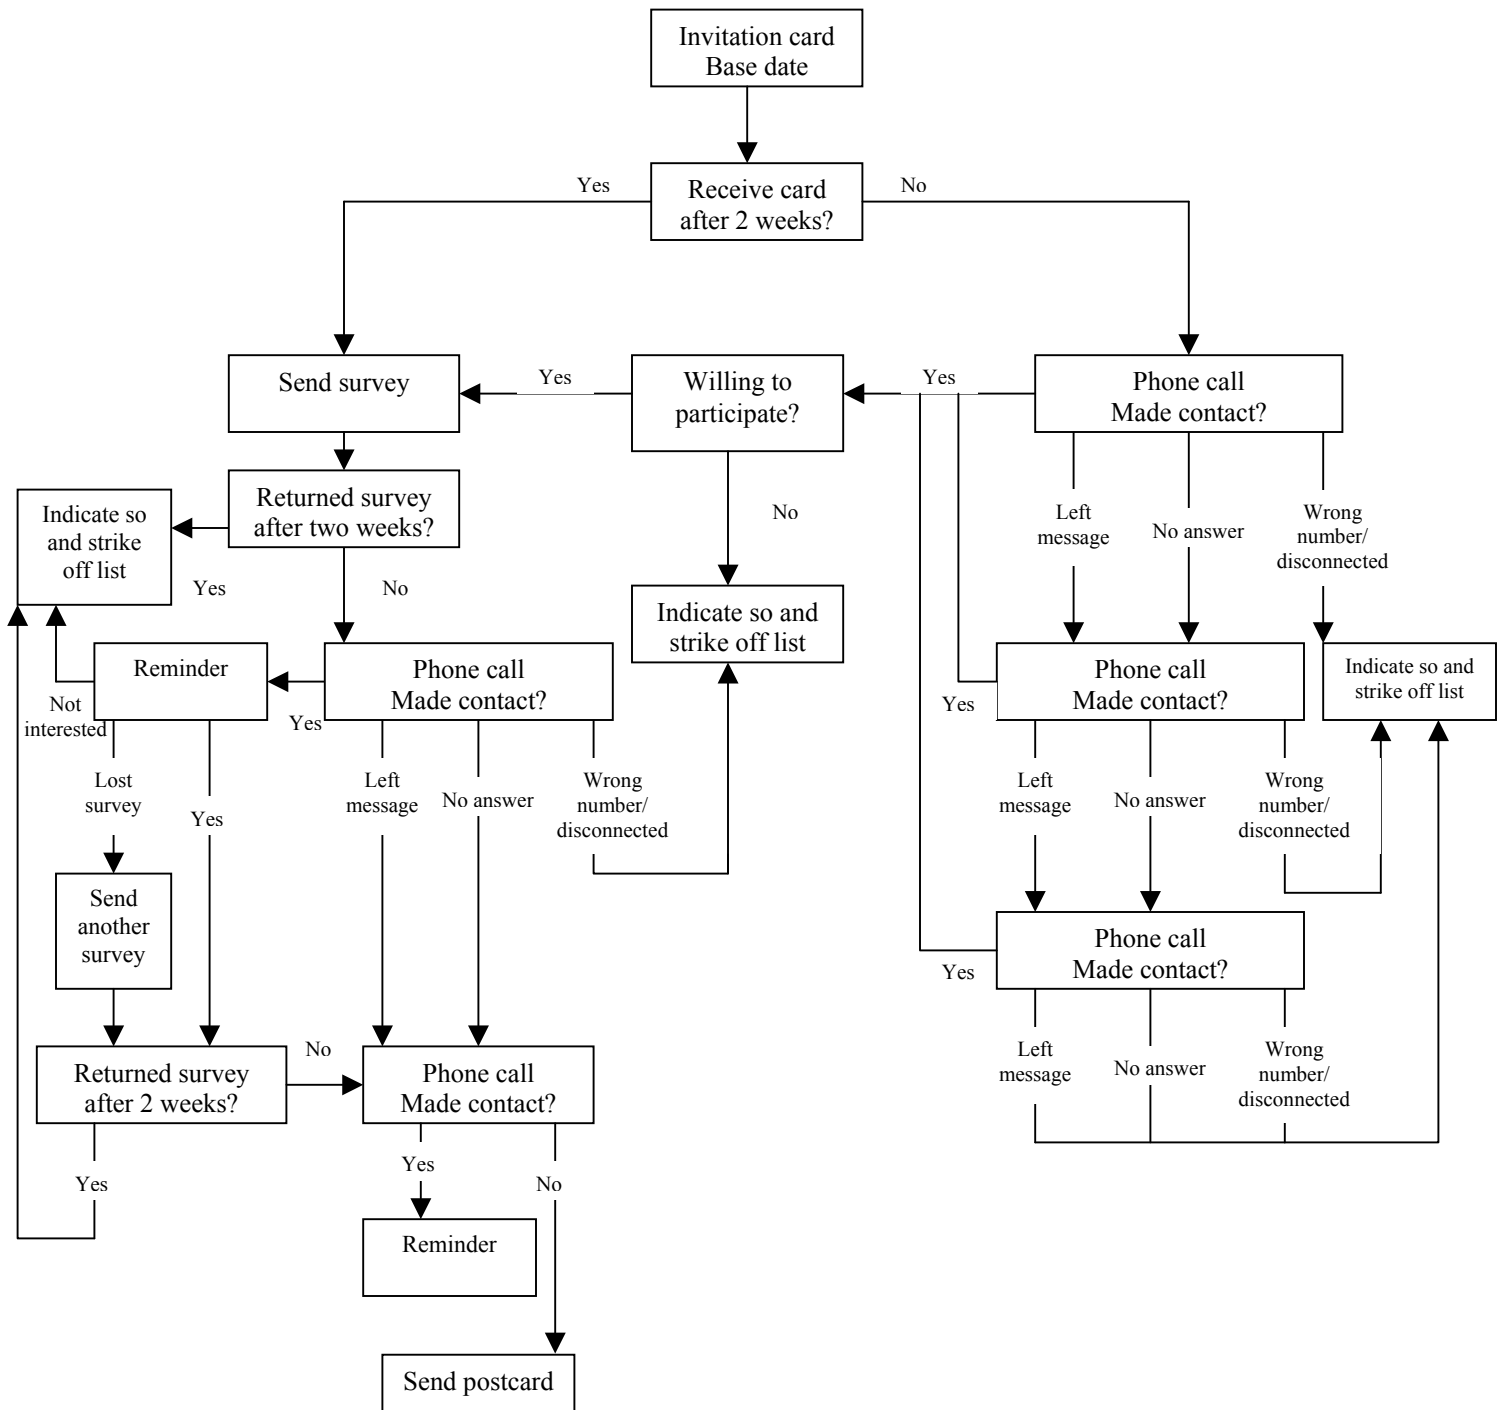 Invitation card
Base date
Yes
Receive card
after 2 weeks?
No
Send survey
Yes
Willing to
participate?
Yes
Phone call
Made contact?
Indicate so
and strike
off list
Returned survey
after two weeks?
Yes
No
No
Left
message
No answer
Wrong
number/
disconnected
Indicate so and
strike off list
Reminder
Phone call
Made contact?
Phone call
Made contact?
Indicate so and
strike off list
Not
interested
Yes
Yes
Lost
survey
Yes
Left
message
No answer
Wrong
number/
disconnected
Left
message
No answer
Wrong
number/
disconnected
Send
another
survey
Phone call
Made contact?
Yes
Returned survey
after 2 weeks?
No
Phone call
Made contact?
Left
message
No answer
Wrong
number/
disconnected
Yes
Yes
No
Reminder
Send postcard